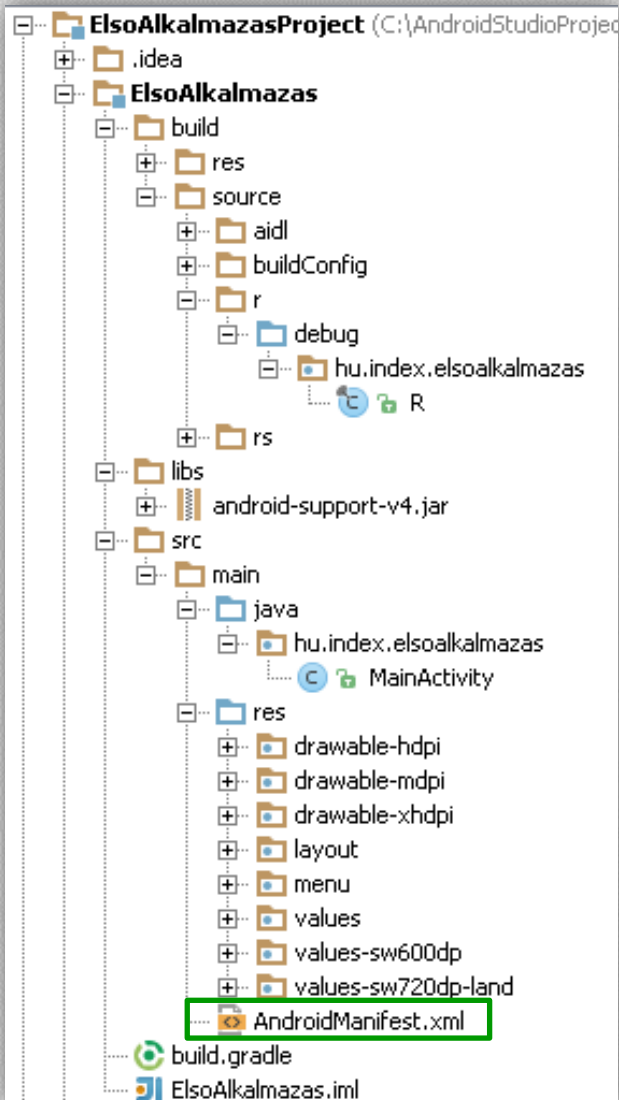 ElsoAlkalmazasProject (C:\AndroidStudioProjec
.idea
ElsoAlkalmazas
build
res
source
aidl
buildConfig
r
debug
hu.index.elsoalkalmazas
C R
rs
libs
android-support-v4.jar
src
main
java
hu.index.elsoalkalmazas
C MainActivity
res
drawable-hdpi
drawable-mdpi
drawable-xhdpi
layout
menu
values
values-sw600dp
values-sw720dp-land
AndroidManifest.xml
build.gradle
ElsoAlkalmazas.iml